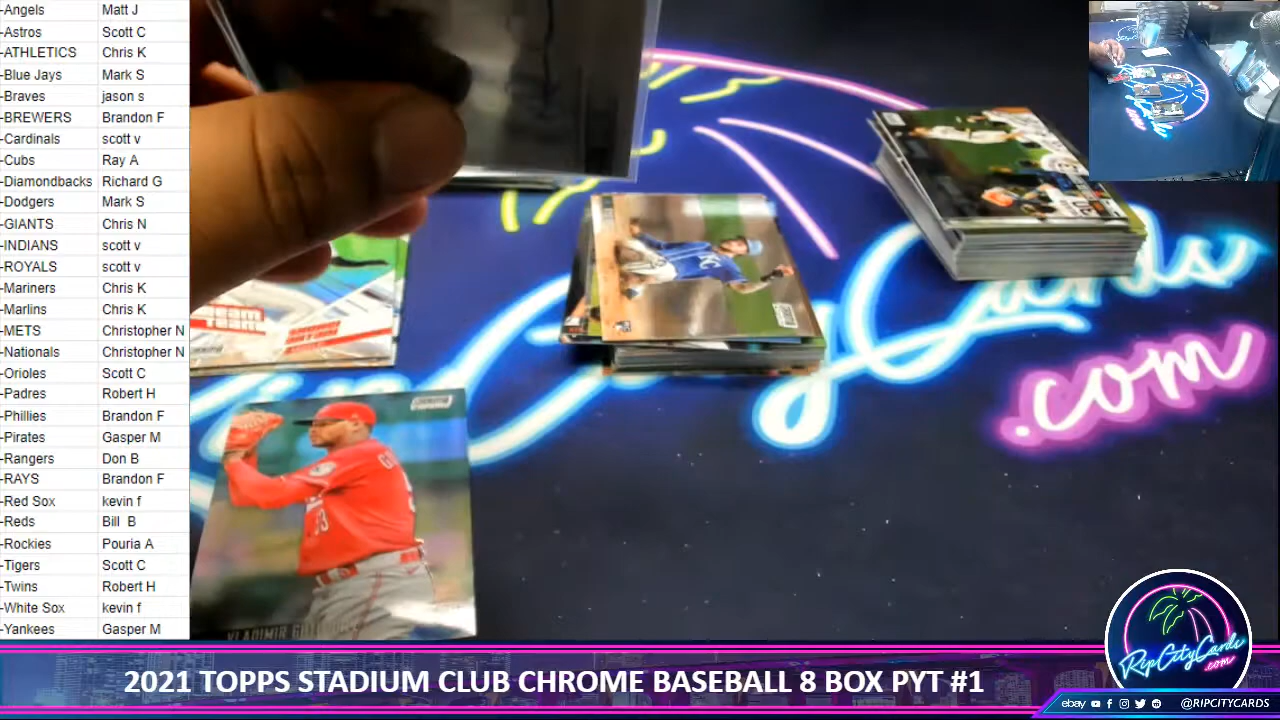 -Angels Matt J
-Astros Scott C
-ATHLETICS Chris K
-Blue Jays Mark S
-Braves jason s
-BREWERS Brandon F
-Cardinals scott v
-Cubs Ray A
-Diamondbacks Richard G
-Dodgers Mark S
-GIANTS Chris N
-INDIANS scott v
-ROYALS scott v
-Mariners Chris K
-Marlins Chris K
-METS Christopher N
-Nationals Christopher N
-Orioles Scott C
-Padres Robert H
-Phillies Brandon F
-Pirates Gasper M
-Rangers Don B
-RAYS Brandon F
-Red Sox kevin f
-Reds Bill B
-Rockies Pouria A
-Tigers Scott C
-Twins Robert H
-White Sox kevin f
-Yankees Gasper M
TEAM
Cards
.com
VLADIMIR
RipCityCards
.com
2021 TOPPS STADIUM CLUB CHROME BASEBALL 8 BOX PYT #1
ebay @RIPCITYCARDS